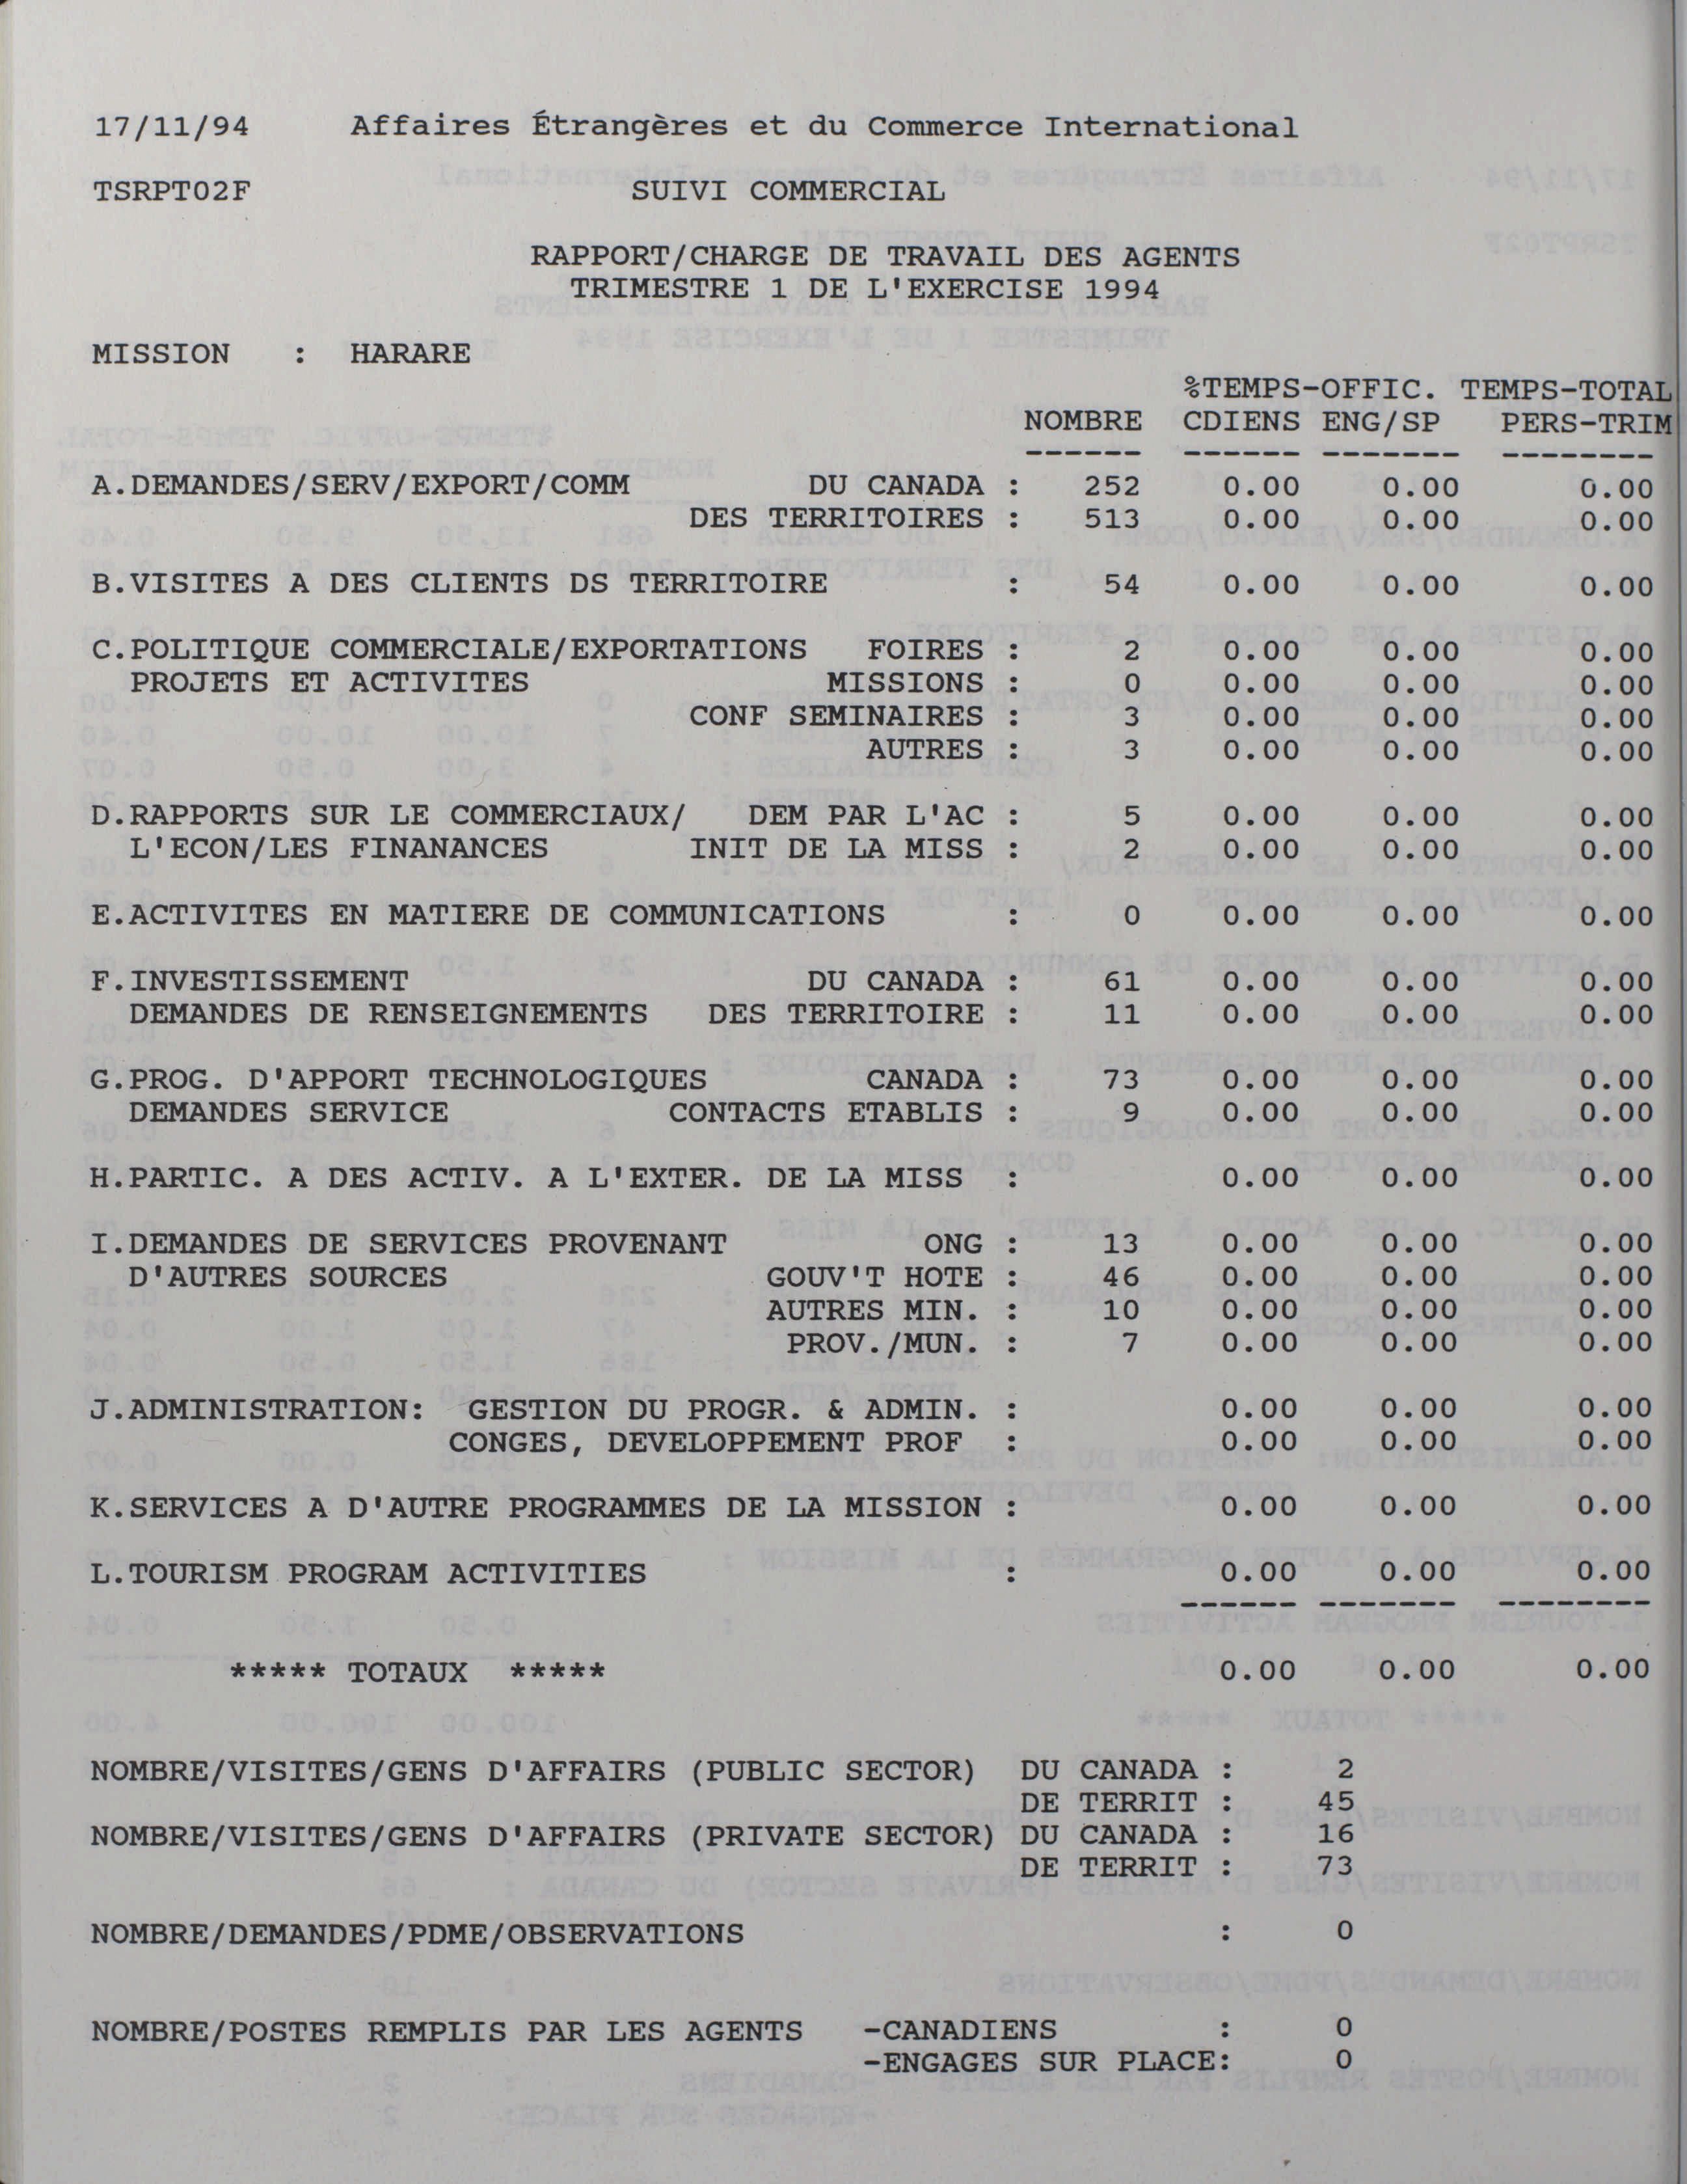 17/11/94 Affaires Étrangères et du Commerce International
TSRPT02F SUIVI COMMERCIAL
RAPPORT/CHARGE DE TRAVAIL DES AGENTS
TRIMESTRE 1 DE L'EXERCISE 1994
MISSION : HARARE
%TEMPS-OFFIC. TEMPS-TOTAL
NOMBRE CDIENS ENG/SP PERS-TRIM
------ ------ ------- --------
A.DEMANDES/SERV/EXPORT/COMM DU CANADA : 252 0.00 0.00 0.00
DES TERRITOIRES : 513 0.00 0.00 0.00
B.VISITES A DES CLIENTS DS TERRITOIRE : 54 0.00 0.00 0.00
C.POLITIQUE COMMERCIALE/EXPORTATIONS FOIRES : 2 0.00 0.00 0.00
PROJETS ET ACTIVITES MISSIONS : 0 0.00 0.00 0.00
CONF SEMINAIRES : 3 0.00 0.00 0.00
AUTRES : 3 0.00 0.00 0.00
D.RAPPORTS SUR LE COMMERCIAUX/ DEM PAR L'AC : 5 0.00 0.00 0.00
L'ECON/LES FINANANCES INIT DE LA MISS : 2 0.00 0.00 0.00
E.ACTIVITES EN MATIERE DE COMMUNICATIONS : 0 0.00 0.00 0.00
F.INVESTISSEMENT DU CANADA : 61 0.00 0.00 0.00
DEMANDES DE RENSEIGNEMENTS DES TERRITOIRE : 11 0.00 0.00 0.00
G.PROG. D'APPORT TECHNOLOGIQUES CANADA : 73 0.00 0.00 0.00
DEMANDES SERVICE CONTACTS ETABLIS : 9 0.00 0.00 0.00
H.PARTIC. A DES ACTIV. A L'EXTER. DE LA MISS : 0.00 0.00 0.00
I.DEMANDES DE SERVICES PROVENANT ONG : 13 0.00 0.00 0.00
D'AUTRES SOURCES GOUV'T HOTE : 46 0.00 0.00 0.00
AUTRES MIN. : 10 0.00 0.00 0.00
PROV./MUN. : 7 0.00 0.00 0.00
J.ADMINISTRATION: GESTION DU PROGR. & ADMIN. : 0.00 0.00 0.00
CONGES, DEVELOPPEMENT PROF : 0.00 0.00 0.00
K.SERVICES A D'AUTRE PROGRAMMES DE LA MISSION : 0.00 0.00 0.00
L.TOURISM PROGRAM ACTIVITIES : 0.00 0.00 0.00
------ ------- --------
***** TOTAUX ***** 0.00 0.00 0.00
NOMBRE/VISITES/GENS D'AFFAIRS (PUBLIC SECTOR) DU CANADA : 2
DE TERRIT : 45
NOMBRE/VISITES/GENS D'AFFAIRS (PRIVATE SECTOR) DU CANADA : 16
DE TERRIT : 73
NOMBRE/DEMANDES/PDME/OBSERVATIONS : 0
NOMBRE/POSTES REMPLIS PAR LES AGENTS -CANADIENS : 0
-ENGAGES SUR PLACE: 0